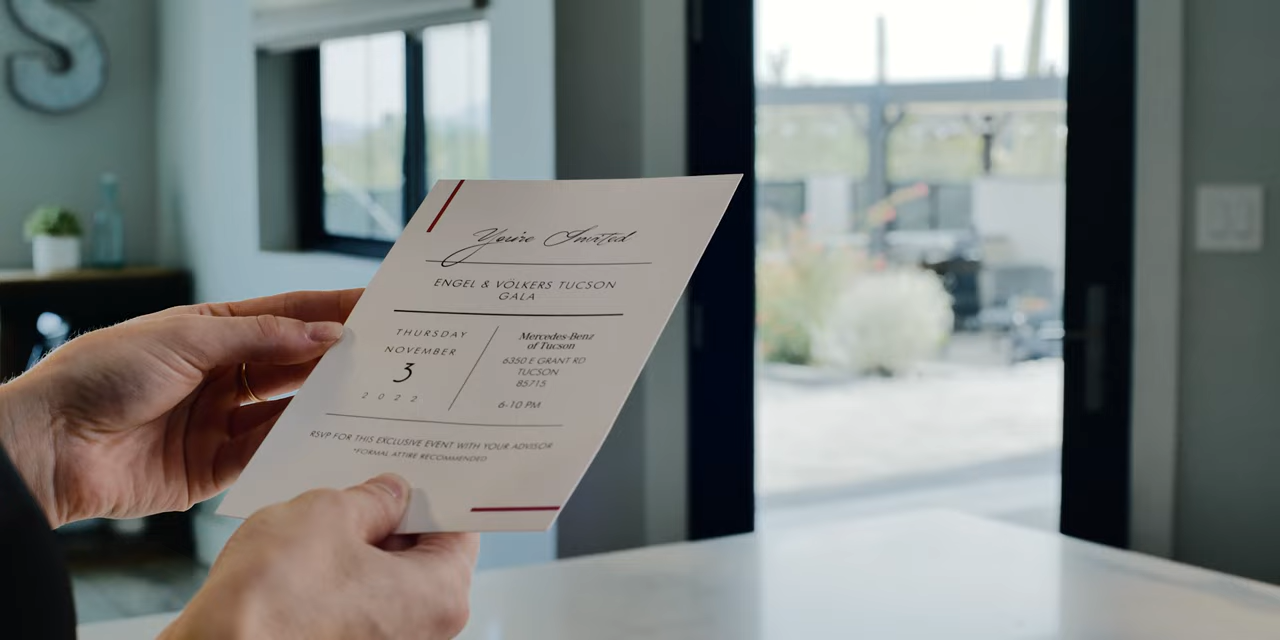 S
You're Invited
ENGEL & VÖLKERS TUCSON
GALA
THURSDAY
NOVEMBER
3
2022
Mercedes-Benz
of Tucson
6350 E GRANT RD
TUCSON
85715
6-10 PM
RSVP FOR THIS EXCLUSIVE EVENT WITH YOUR ADVISOR
*FORMAL ATTIRE RECOMMENDED